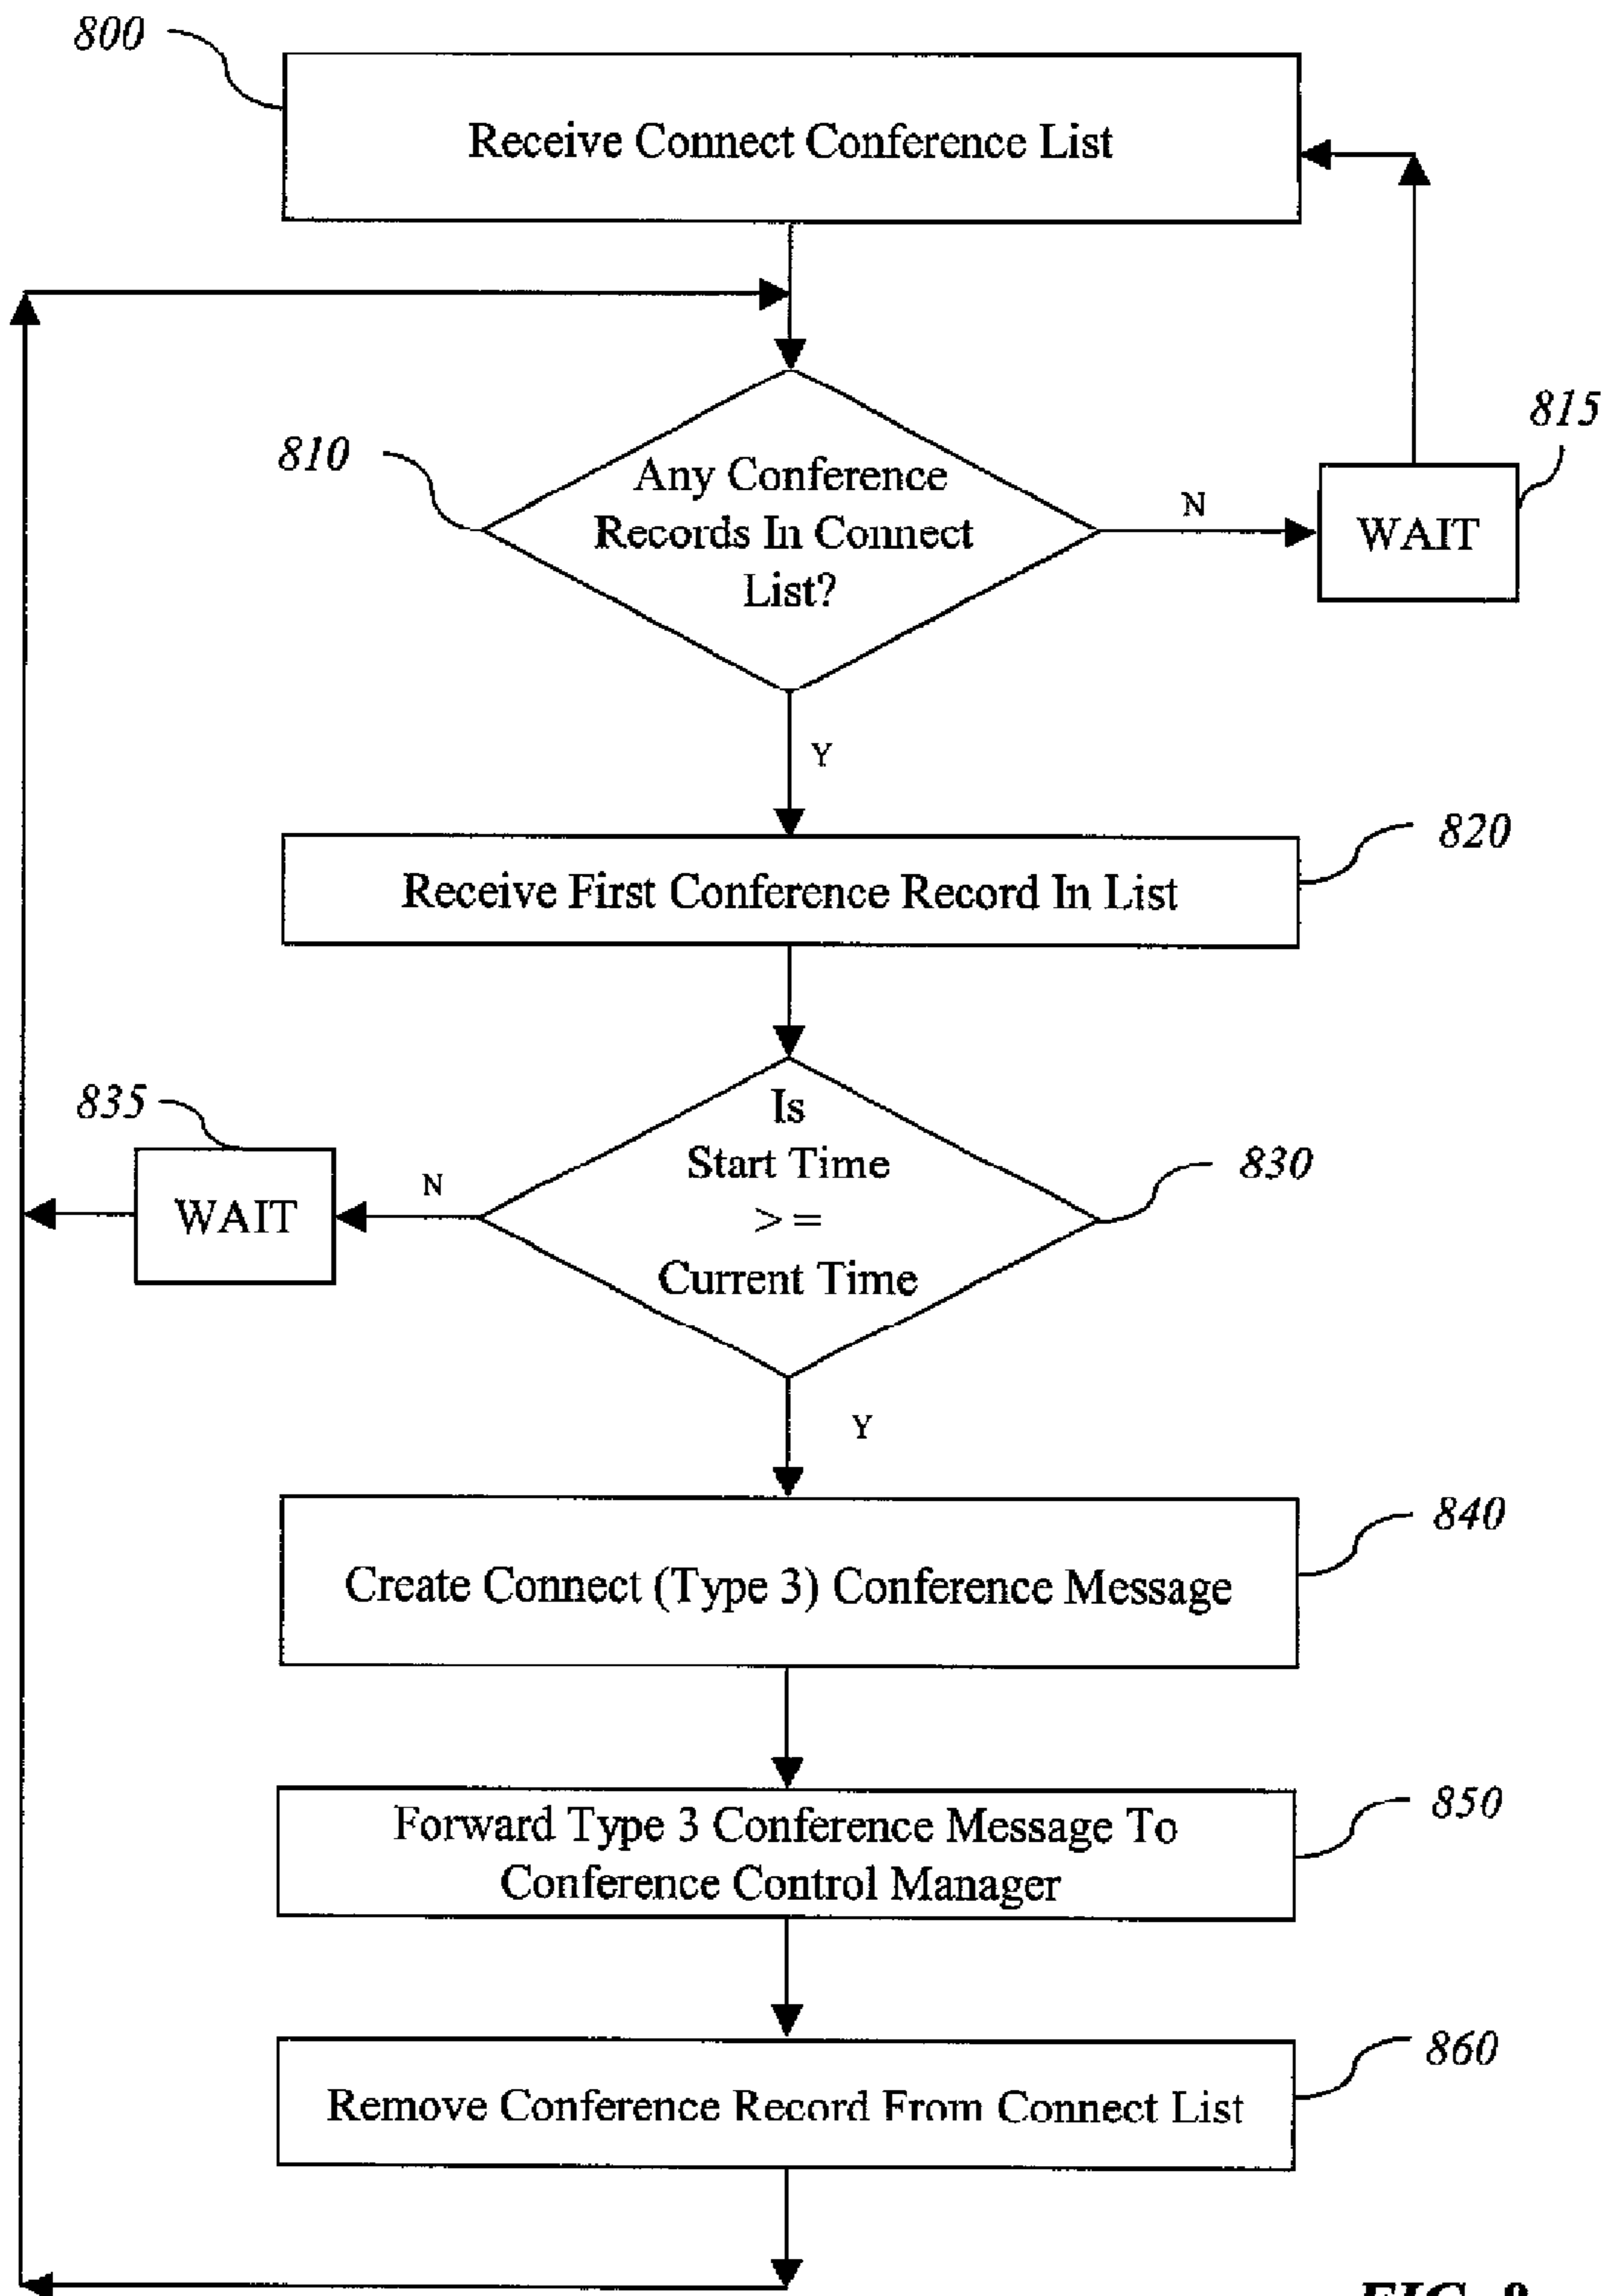 800
Receive Connect Conference List
810
Any Conference
Records In Connect
List?
N
815
WAIT
Y
820
Receive First Conference Record In List
835
WAIT
N
Is
Start Time
>=
Current Time
830
Y
840
Create Connect (Type 3) Conference Message
850
Forward Type 3 Conference Message To
Conference Control Manager
860
Remove Conference Record From Connect List
FIG. 8